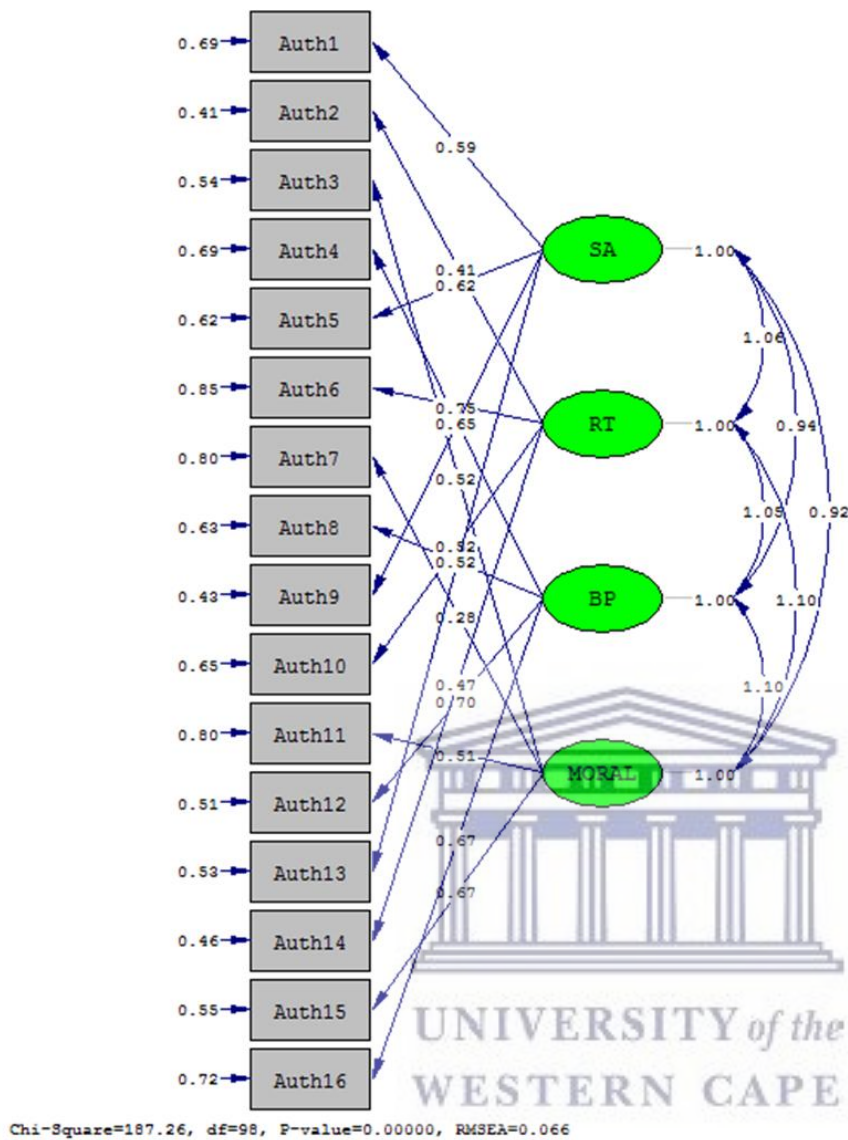 0.69 Auth1
0.41 Auth2
0.54 Auth3
0.69 Auth4
0.62 Auth5
0.85 Auth6
0.80 Auth7
0.63 Auth8
0.43 Auth9
0.65 Auth10
0.80 Auth11
0.51 Auth12
0.53 Auth13
0.46 Auth14
0.55 Auth15
0.72 Auth16
0.59
0.41
0.62
0.75
0.65
0.52
0.52
0.28
0.47
0.70
0.51
0.67
0.67
SA 1.00
RT 1.00
BP 1.00
MORAL 1.00
1.06
0.94
1.05
0.92
1.10
1.10
UNIVERSITY of the
WESTERN CAPE
Chi-Square=187.26, df=98, P-value=0.00000, RMSEA=0.066